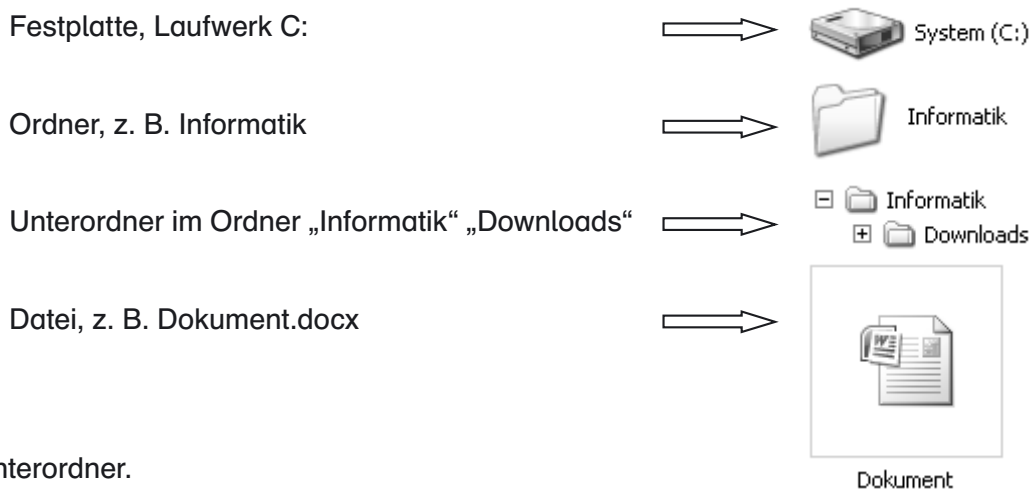 Festplatte, Laufwerk C:
System (C:)
Ordner, z. B. Informatik
Informatik
Unterordner im Ordner „Informatik“ „Downloads“
Informatik
Downloads
Datei, z. B. Dokument.docx
W
nterordner.
Dokument